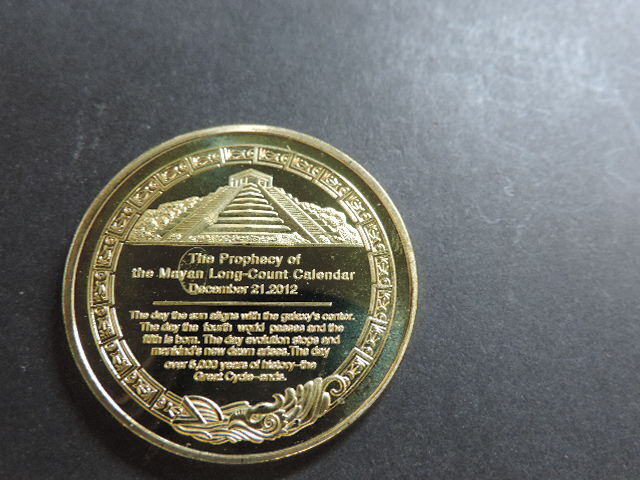 The Prophecy of
the Mayan Long-Count Calendar
December 21,2012
The day the sun aligns with the galaxy's center.
The day the fourth world passes and the
fifth is born. The day evolution stops and
mankind's new dawn arises.The day
over 5,000 years of history-the
Great Cycle-ends.